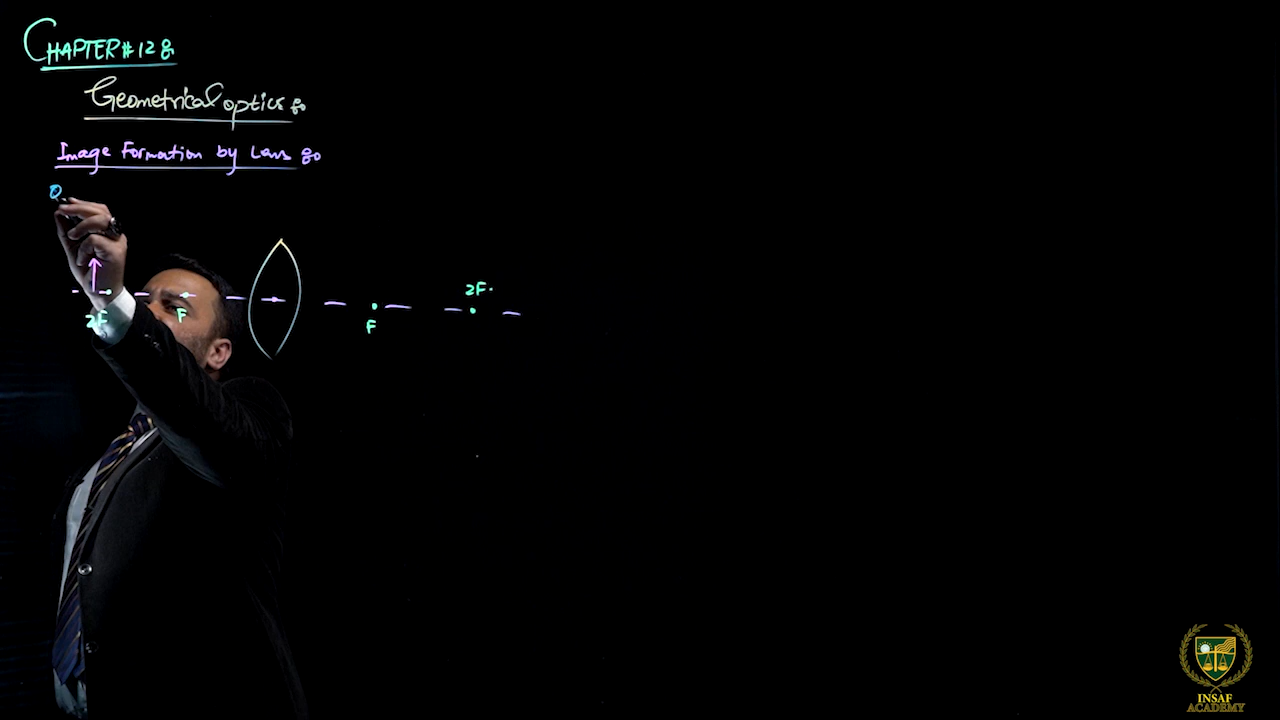 CHAPTER # 12 :
Geometrical optics :
Image Formation by Lens :
O
2F F F 2F
INSAF
ACADEMY